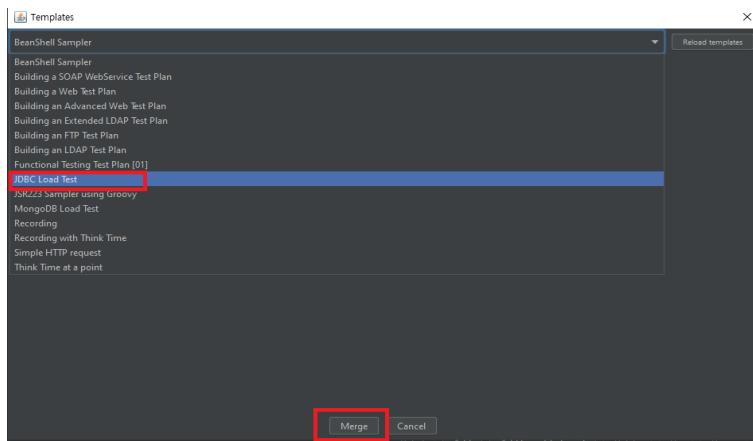 Templates
BeanShell Sampler
Reload templates
BeanShell Sampler
Building a SOAP WebService Test Plan
Building a Web Test Plan
Building an Advanced Web Test Plan
Building an Extended LDAP Test Plan
Building an FTP Test Plan
Building an LDAP Test Plan
Functional Testing Test Plan [01]
JDBC Load Test
JSR223 Sampler using Groovy
MongoDB Load Test
Recording
Recording with Think Time
Simple HTTP request
Think Time at a point
Merge
Cancel